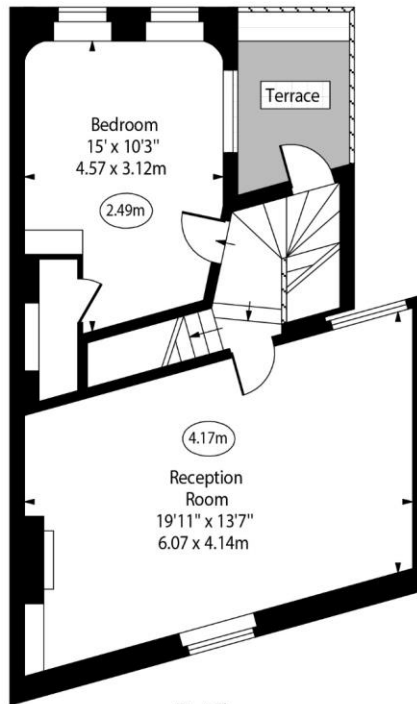 Terrace
Bedroom
15' x 10'3"
4.57 x 3.12m
2.49m
4.17m
Reception
Room
19'11" x 13'7"
6.07 x 4.14m